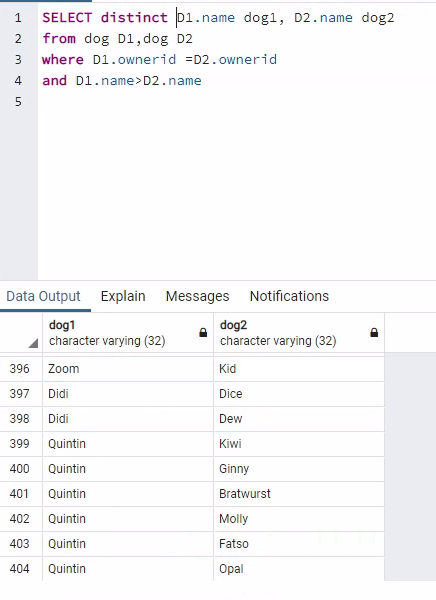 1 SELECT distinct D1.name dog1, D2.name dog2
2 from dog D1,dog D2
3 where D1.ownerid =D2.ownerid
4 and D1.name>D2.name
5
Data Output Explain Messages Notifications
dog1 dog2
character varying (32) character varying (32)
396 Zoom Kid
397 Didi Dice
398 Didi Dew
399 Quintin Kiwi
400 Quintin Ginny
401 Quintin Bratwurst
402 Quintin Molly
403 Quintin Fatso
404 Quintin Opal